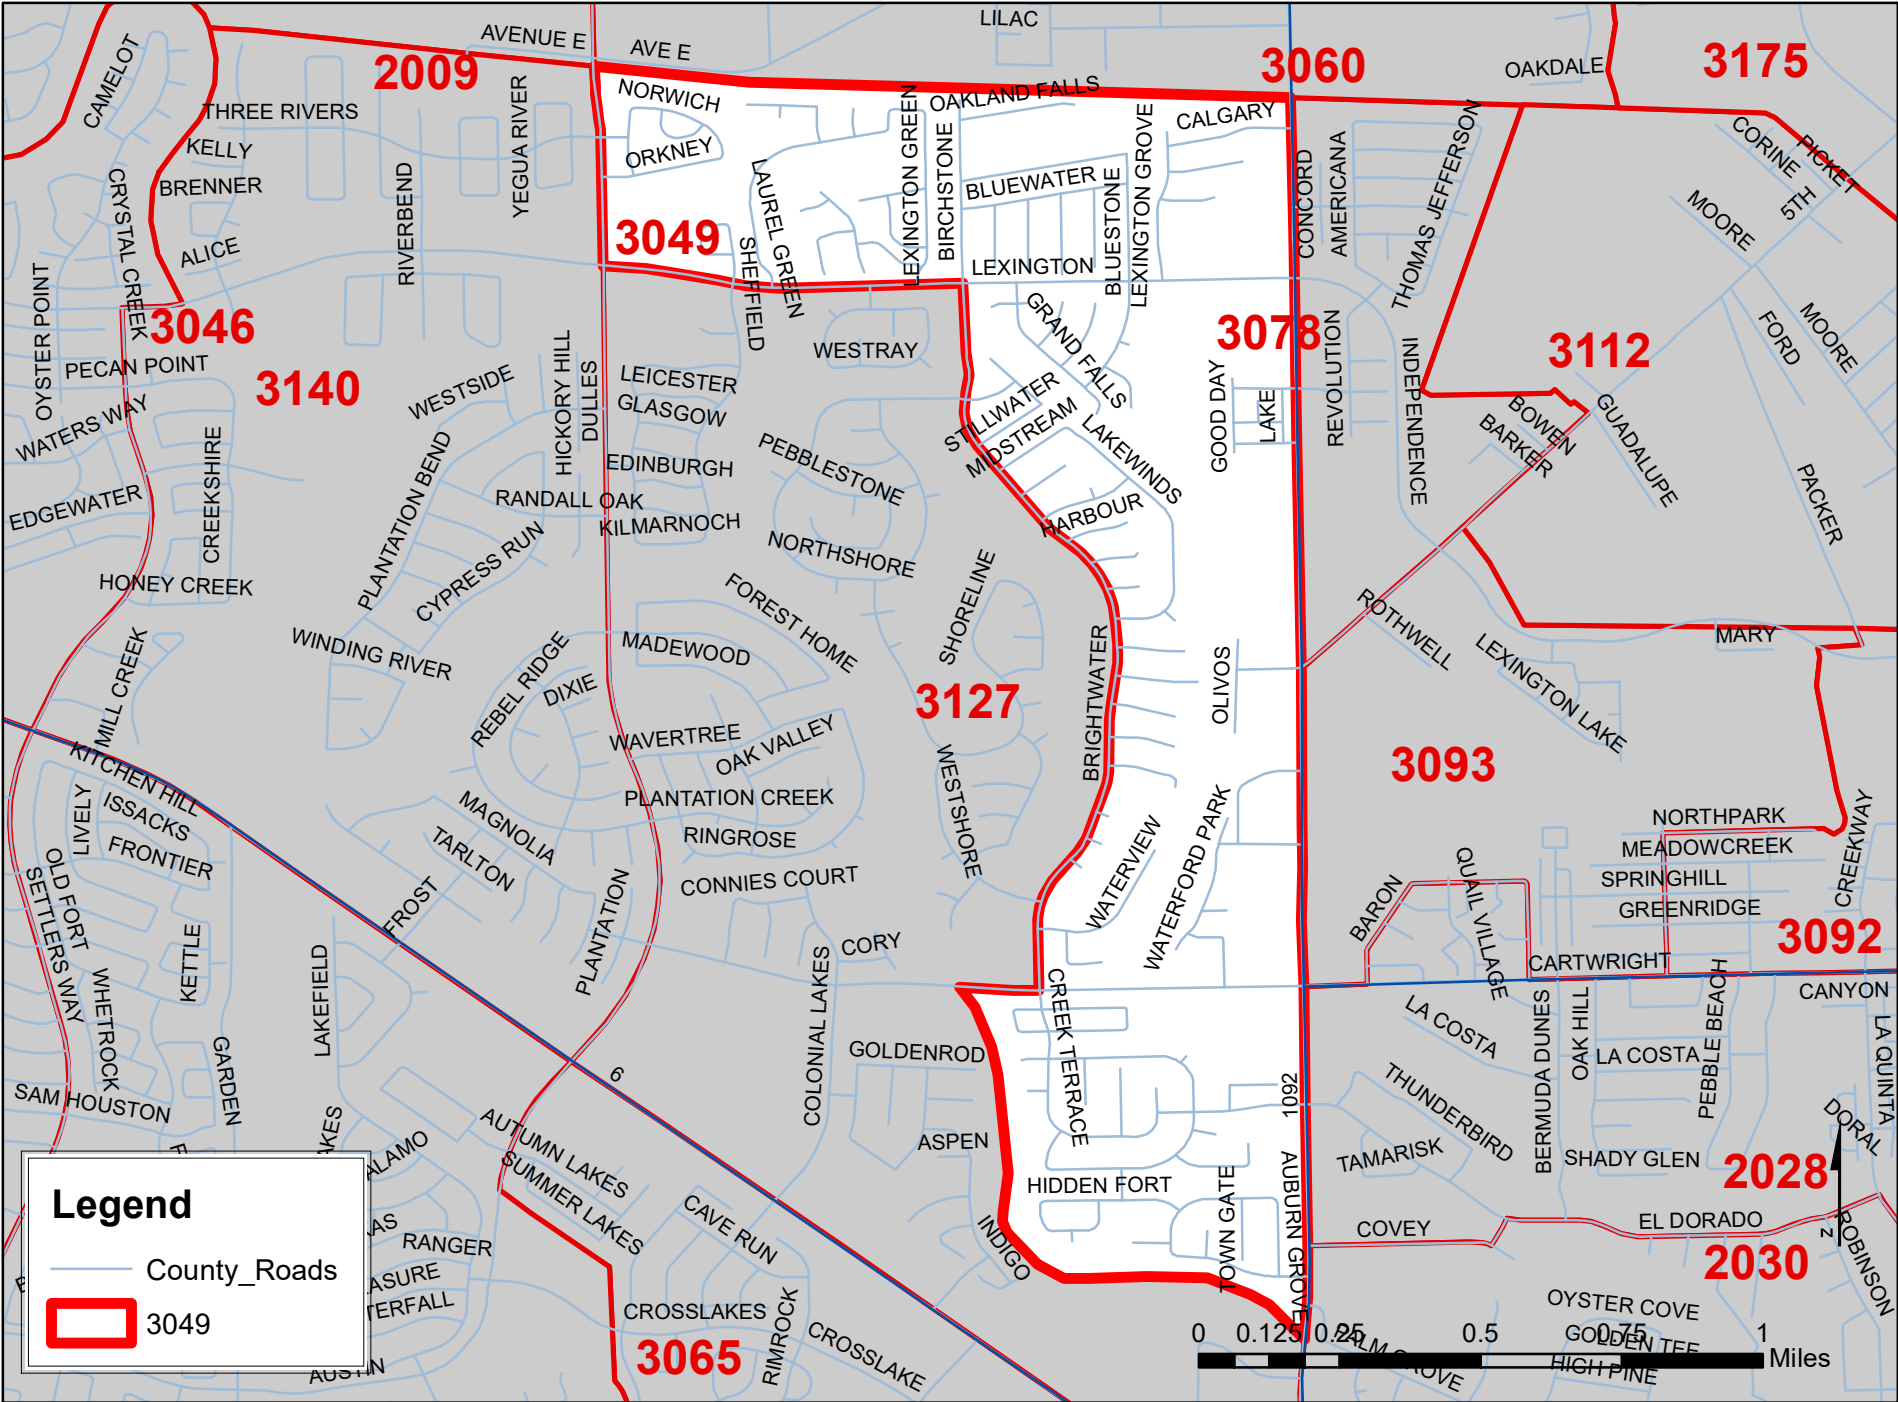 LILAC
AVENUE E
AVE E
CAMELOT
2009
3060
OAKDALE
3175
THREE RIVERS
YEGUA RIVER
NORWICH
LEXINGTON GREEN
OAKLAND FALLS
LEXINGTON GROVE
CALGARY
THOMAS JEFFERSON
CORINE
PICKET
KELLY
BRENNER
RIVERBEND
ORKNEY
LAUREL GREEN
BIRCHSTONE
BLUEWATER
BLUESTONE
CONCORD
AMERICANA
5TH
MOORE
CRYSTAL CREEK
ALICE
3049
SHEFFIELD
LEXINGTON
OYSTER POINT
3046
PECAN POINT
3140
WESTSIDE
HICKORY HILL
DULLES
LEICESTER
GLASGOW
WESTRAY
GRAND FALLS
3078
REVOLUTION
INDEPENDENCE
3112
FORD
MOORE
WATERS WAY
CREEKSHIRE
PLANTATION BEND
EDINBURGH
PEBBLESTONE
STILLWATER
MIDSTREAM
LAKEWINDS
GOOD DAY
LAKE
BOWEN
BARKER
GUADALUPE
PACKER
EDGEWATER
RANDALL OAK
KILMARNOCH
HARBOUR
HONEY CREEK
CYPRESS RUN
NORTHSHORE
SHORELINE
FOREST HOME
ROTHWELL
MILL CREEK
WINDING RIVER
REBEL RIDGE
DIXIE
MADEWOOD
3127
BRIGHTWATER
OLIVOS
LEXINGTON LAKE
MARY
KITCHEN HILL
WAVERTREE
OAK VALLEY
WESTSHORE
3093
LIVELY
ISSACKS
FRONTIER
MAGNOLIA
TARLTON
PLANTATION CREEK
RINGROSE
WATERVIEW
WATERFORD PARK
NORTHPARK
MEADOWCREEK
SPRINGHILL
GREENRIDGE
CREEKWAY
OLD FORT
SETTLERS WAY
FROST
PLANTATION
CONNIES COURT
BARON
QUAIL VILLAGE
3092
KETTLE
LAKEFIELD
COLONIAL LAKES
CORY
CARTWRIGHT
CANYON
WHETROCK
GARDEN
6
GOLDENROD
CREEK TERRACE
1092
LA COSTA
BERMUDA DUNES
OAK HILL
LA COSTA
PEBBLE BEACH
LA QUINTA
SAM HOUSTON
AKES
ALAMO
AUTUMN LAKES
SUMMER LAKES
ASPEN
THUNDERBIRD
TAMARISK
SHADY GLEN
DORAL
2028
HIDDEN FORT
TOWN GATE
AUBURN GROVE
AS
RANGER
CAVE RUN
INDIGO
COVEY
EL DORADO
2030
Z
ROBINSON
ASURE
TERFALL
CROSSLAKES
RIMROCK
CROSSLAKE
OYSTER COVE
GOLDEN TEE
HIGH PINE
3065
AUSTIN
ALM GROVE
Legend
County_Roads
3049
0 0.125 0.25 0.5 0.75 1
Miles